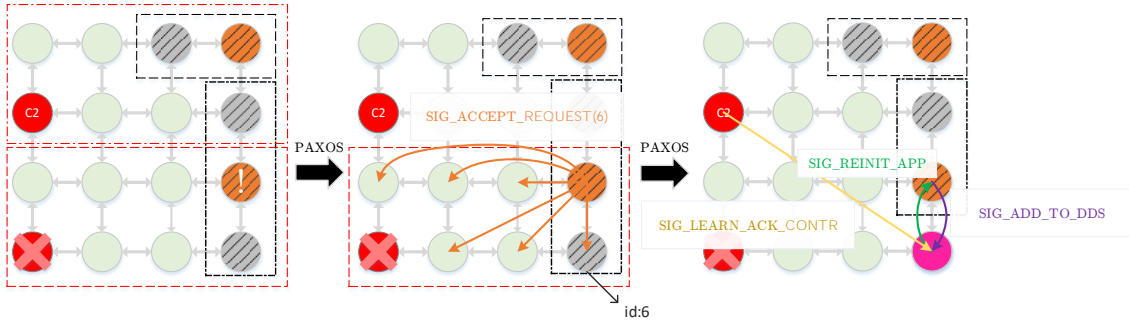 C2
!
PAXOS
C2
SIG_ACCEPT_REQUEST(6)
id:6
PAXOS
C2
SIG_REINIT_APP
SIG_LEARN_ACK_CONTR
SIG_ADD_TO_DDS